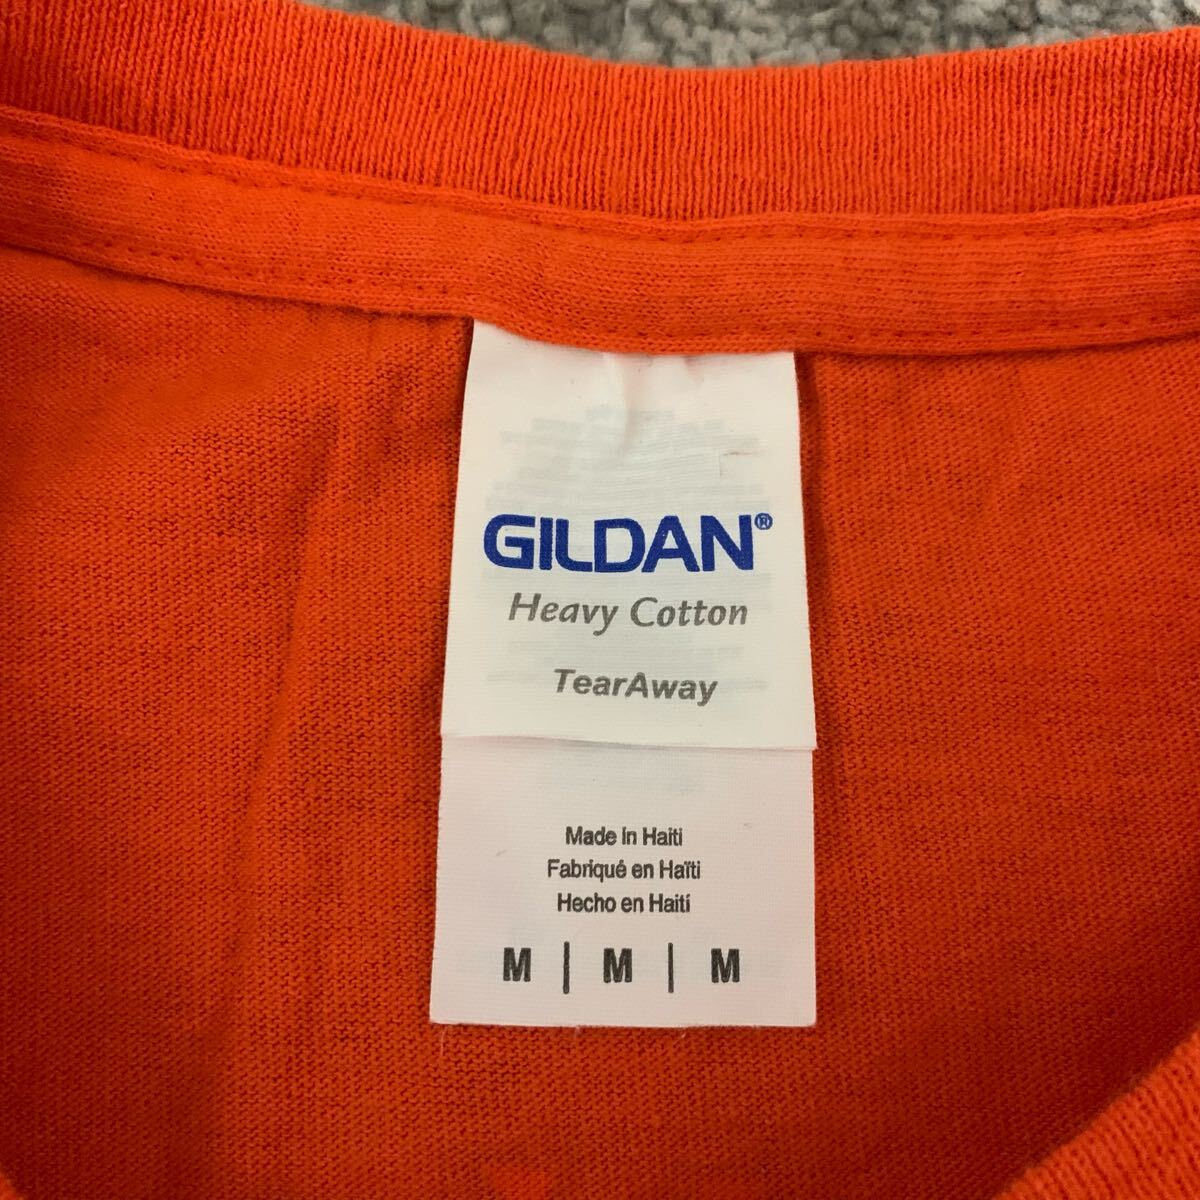 GILDAN®
Heavy Cotton
TearAway
Made in Haiti
Fabriqué en Haïti
Hecho en Haití
M | M | M